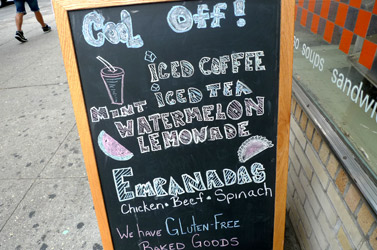 COOL OFF!
ICED COFFEE
ICED TEA
MINT
WATERMELON
LEMONADE
EMPANADAS
Chicken • Beef • Spinach
WE HAVE GLUTEN-FREE
BAKED GOODS
soups sandwich